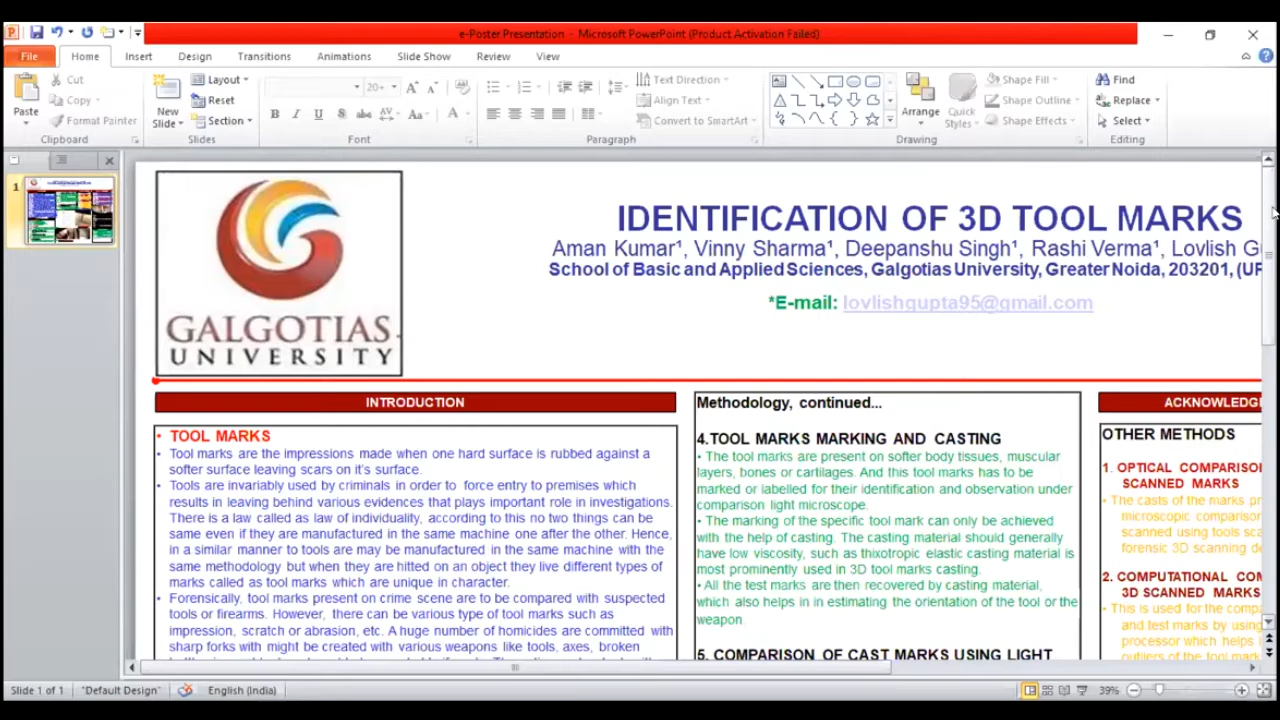 e-Poster Presentation - Microsoft PowerPoint (Product Activation Failed)
File Home Insert Design Transitions Animations Slide Show Review View
Paste
Cut
Copy
Format Painter
Clipboard
New Slide
Layout
Reset
Section
Slides
20+
B I U S abc AV Aa A
Font
Text Direction
Align Text
Convert to SmartArt
Paragraph
Arrange
Quick Styles
Shape Fill
Shape Outline
Shape Effects
Drawing
Find
Replace
Select
Editing
1
GALGOTIAS
UNIVERSITY
IDENTIFICATION OF 3D TOOL MARKS
Aman Kumar¹, Vinny Sharma¹, Deepanshu Singh¹, Rashi Verma¹, Lovlish G
School of Basic and Applied Sciences, Galgotias University, Greater Noida, 203201, (UP
*E-mail: lovlishgupta95@gmail.com
INTRODUCTION
• TOOL MARKS
• Tool marks are the impressions made when one hard surface is rubbed against a
softer surface leaving scars on it's surface.
• Tools are invariably used by criminals in order to force entry to premises which
results in leaving behind various evidences that plays important role in investigations.
There is a law called as law of individuality, according to this no two things can be
same even if they are manufactured in the same machine one after the other. Hence,
in a similar manner to tools are may be manufactured in the same machine with the
same methodology but when they are hitted on an object they live different types of
marks called as tool marks which are unique in character.
• Forensically, tool marks present on crime scene are to be compared with suspected
tools or firearms. However, there can be various type of tool marks such as
impression, scratch or abrasion, etc. A huge number of homicides are committed with
sharp forks with might be created with various weapons like tools, axes, broken
Methodology, continued...
4.TOOL MARKS MARKING AND CASTING
• The tool marks are present on softer body tissues, muscular
layers, bones or cartilages. And this tool marks has to be
marked or labelled for their identification and observation under
comparison light microscope.
• The marking of the specific tool mark can only be achieved
with the help of casting. The casting material should generally
have low viscosity, such as thixotropic elastic casting material is
most prominently used in 3D tool marks casting.
• All the test marks are then recovered by casting material,
which also helps in in estimating the orientation of the tool or the
weapon.
5. COMPARISON OF CAST MARKS USING LIGHT
ACKNOWLEDG
OTHER METHODS
1. OPTICAL COMPARISO
SCANNED MARKS
• The casts of the marks pr
microscopic comparisor
scanned using tools sca
forensic 3D scanning de
2. COMPUTATIONAL COM
3D SCANNED MARKS
• This is used for the compa
and test marks by using
processor which helps i
outliers of the tool mark
Slide 1 of 1 "Default Design" English (India) 39%